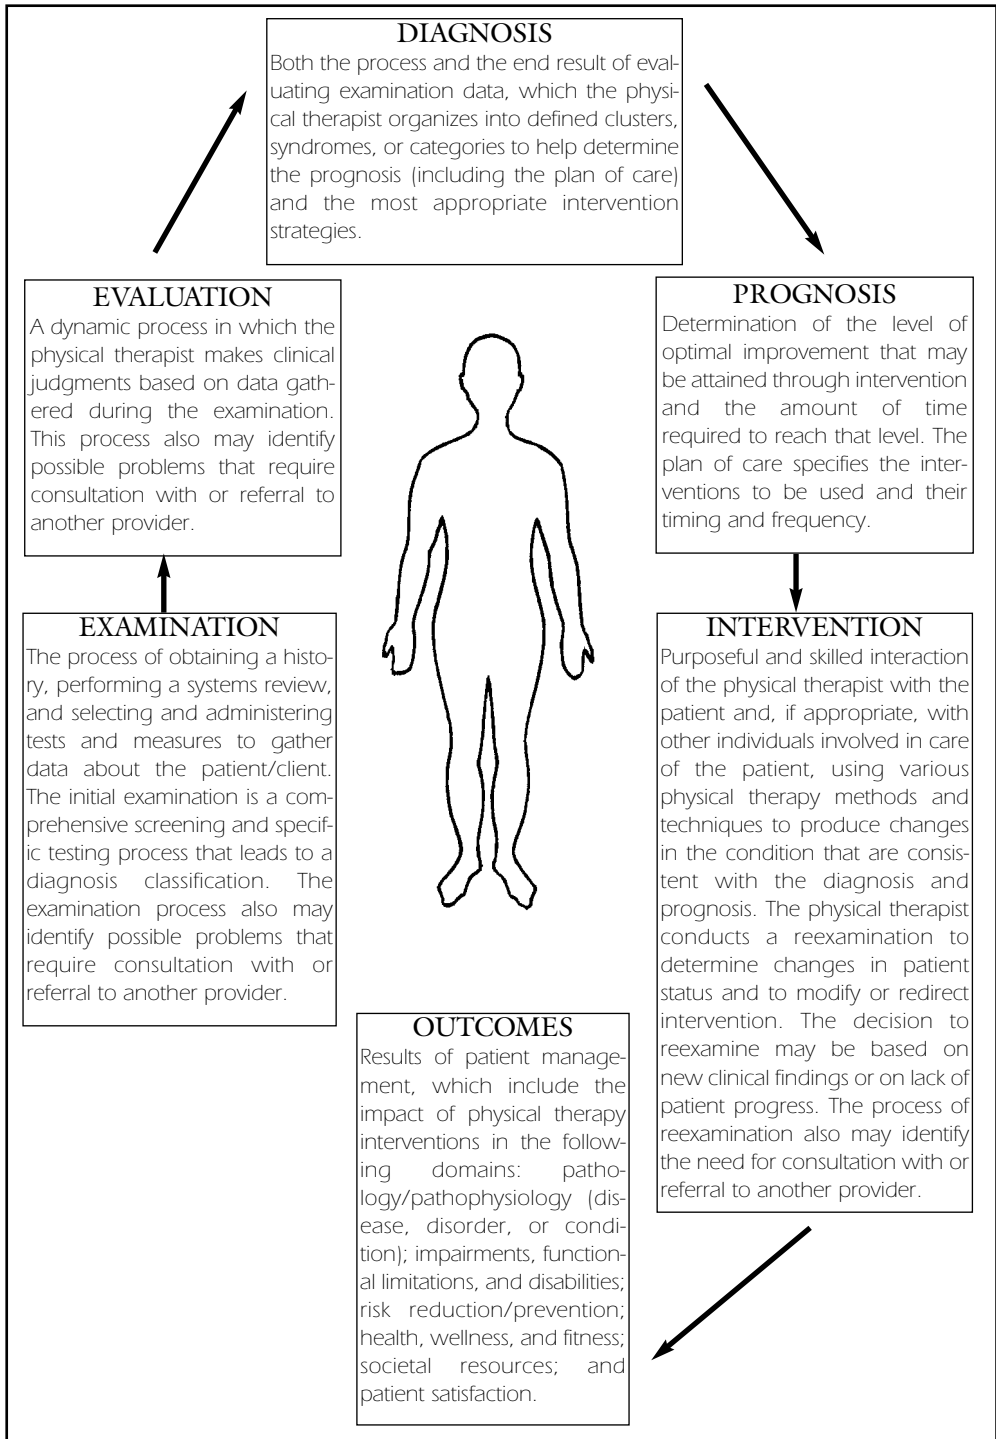 DIAGNOSIS
Both the process and the end result of eval-
uating examination data, which the physi-
cal therapist organizes into defined clusters,
syndromes, or categories to help determine
the prognosis (including the plan of care)
and the most appropriate intervention
strategies.
EVALUATION
A dynamic process in which the
physical therapist makes clinical
judgments based on data gath-
ered during the examination.
This process also may identify
possible problems that require
consultation with or referral to
another provider.
PROGNOSIS
Determination of the level of
optimal improvement that may
be attained through intervention
and the amount of time
required to reach that level. The
plan of care specifies the inter-
ventions to be used and their
timing and frequency.
EXAMINATION
The process of obtaining a histo-
ry, performing a systems review,
and selecting and administering
tests and measures to gather
data about the patient/client.
The initial examination is a com-
prehensive screening and specif-
ic testing process that leads to a
diagnosis classification. The
examination process also may
identify possible problems that
require consultation with or
referral to another provider.
INTERVENTION
Purposeful and skilled interaction
of the physical therapist with the
patient and, if appropriate, with
other individuals involved in care
of the patient, using various
physical therapy methods and
techniques to produce changes
in the condition that are consis-
tent with the diagnosis and
prognosis. The physical therapist
conducts a reexamination to
determine changes in patient
status and to modify or redirect
intervention. The decision to
reexamine may be based on
new clinical findings or on lack of
patient progress. The process of
reexamination also may identify
the need for consultation with or
referral to another provider.
OUTCOMES
Results of patient manage-
ment, which include the
impact of physical therapy
interventions in the follow-
ing domains: patho-
logy/pathophysiology (dis-
ease, disorder, or condi-
tion); impairments, function-
al limitations, and disabilities;
risk reduction/prevention;
health, wellness, and fitness;
societal resources; and
patient satisfaction.